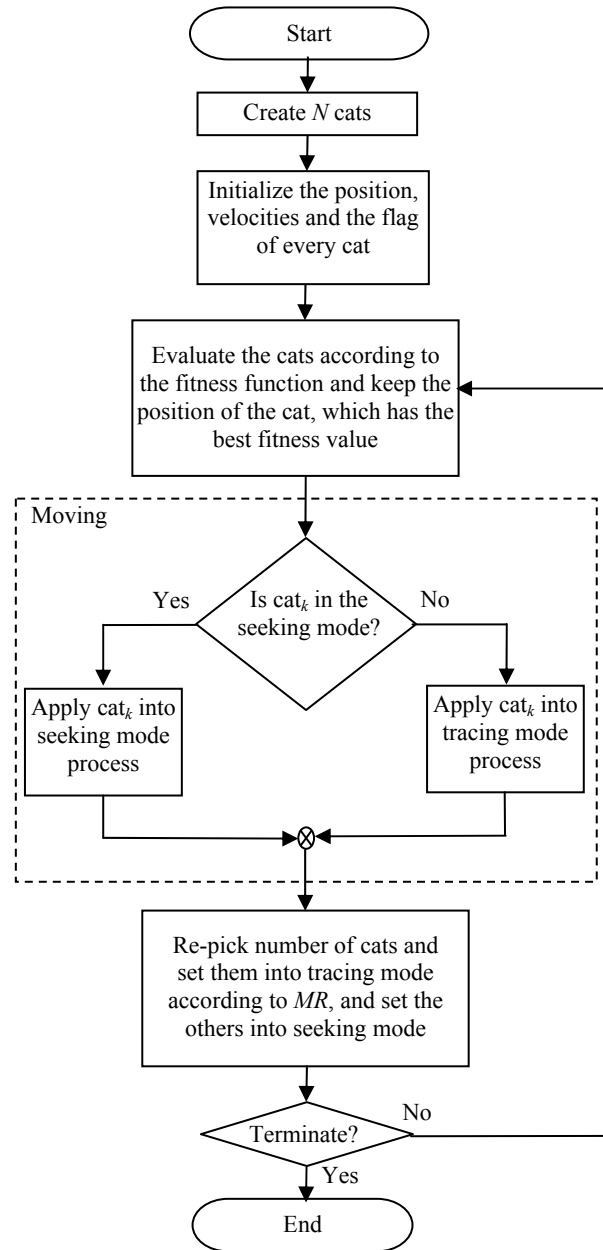 Start
Create N cats
Initialize the position,
velocities and the flag
of every cat
Evaluate the cats according to
the fitness function and keep the
position of the cat, which has the
best fitness value
Moving
Yes
Is catk in the
seeking mode?
No
Apply catk into
seeking mode
process
Apply catk into
tracing mode
process
Re-pick number of cats and
set them into tracing mode
according to MR, and set the
others into seeking mode
Terminate?
No
Yes
End